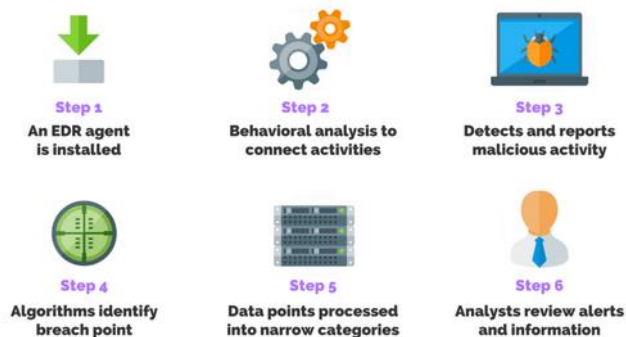 Step 1
An EDR agent
is installed
Step 2
Behavioral analysis to
connect activities
Step 3
Detects and reports
malicious activity
Step 4
Algorithms identify
breach point
Step 5
Data points processed
into narrow categories
Step 6
Analysts review alerts
and information